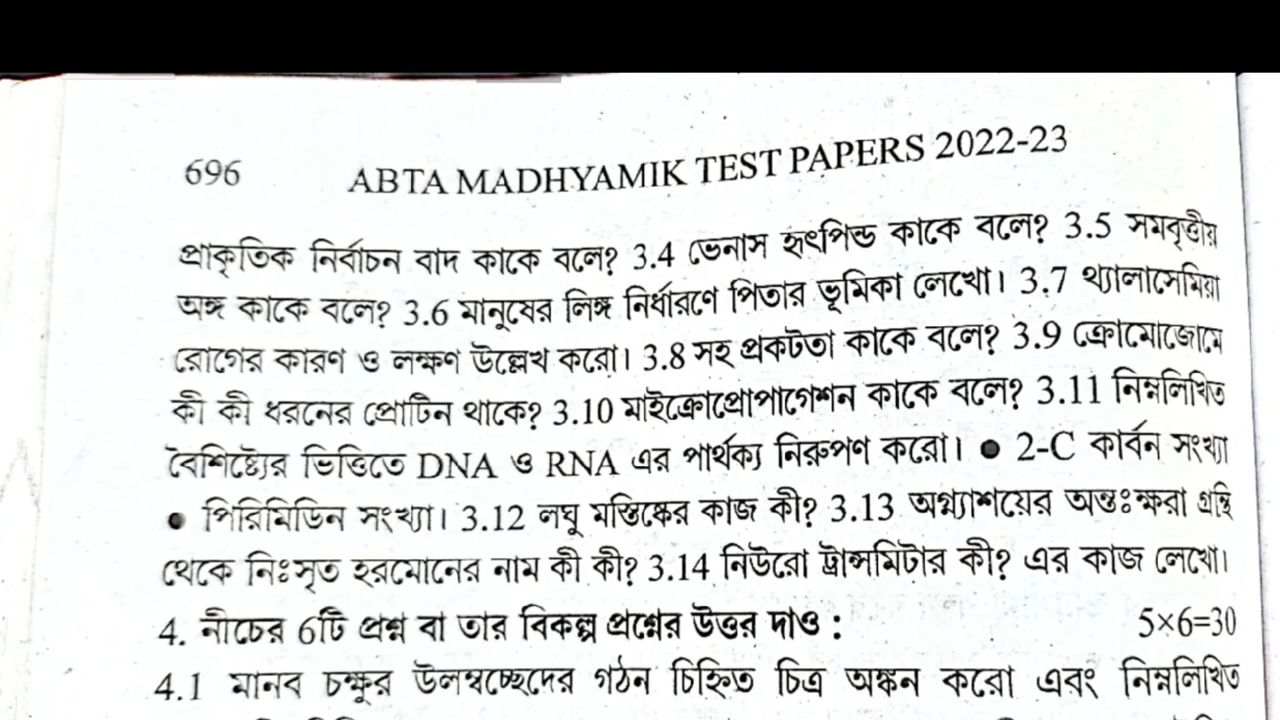 696 ABTA MADHYAMIK TEST PAPERS 2022-23
প্রাকৃতিক নির্বাচন বাদ কাকে বলে? 3.4 ভেনাস হৃৎপিন্ড কাকে বলে? 3.5 সমবৃত্তীয়
অঙ্গ কাকে বলে? 3.6 মানুষের লিঙ্গ নির্ধারণে পিতার ভূমিকা লেখো। 3.7 থ্যালাসেমিয়া
রোগের কারণ ও লক্ষণ উল্লেখ করো। 3.8 সহ প্রকটতা কাকে বলে? 3.9 ক্রোমোজোমে
কী কী ধরনের প্রোটিন থাকে? 3.10 মাইক্রোপ্রোপাগেশন কাকে বলে? 3.11 নিম্নলিখিত
বৈশিষ্ট্যের ভিত্তিতে DNA ও RNA এর পার্থক্য নিরুপণ করো। ● 2-C কার্বন সংখ্যা
● পিরিমিডিন সংখ্যা। 3.12 লঘু মস্তিষ্কের কাজ কী? 3.13 অগ্ন্যাশয়ের অন্তঃক্ষরা গ্রন্থি
থেকে নিঃসৃত হরমোনের নাম কী কী? 3.14 নিউরো ট্রান্সমিটার কী? এর কাজ লেখো।
4. নীচের 6টি প্রশ্ন বা তার বিকল্প প্রশ্নের উত্তর দাও : 5×6=30
4.1 মানব চক্ষুর উলম্বচ্ছেদের গঠন চিহ্নিত চিত্র অঙ্কন করো এবং নিম্নলিখিত